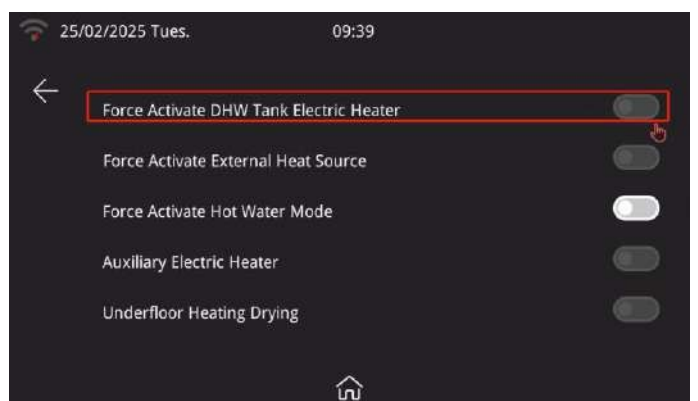 25/02/2025 Tues. 09:39
Force Activate DHW Tank Electric Heater
Force Activate External Heat Source
Force Activate Hot Water Mode
Auxiliary Electric Heater
Underfloor Heating Drying